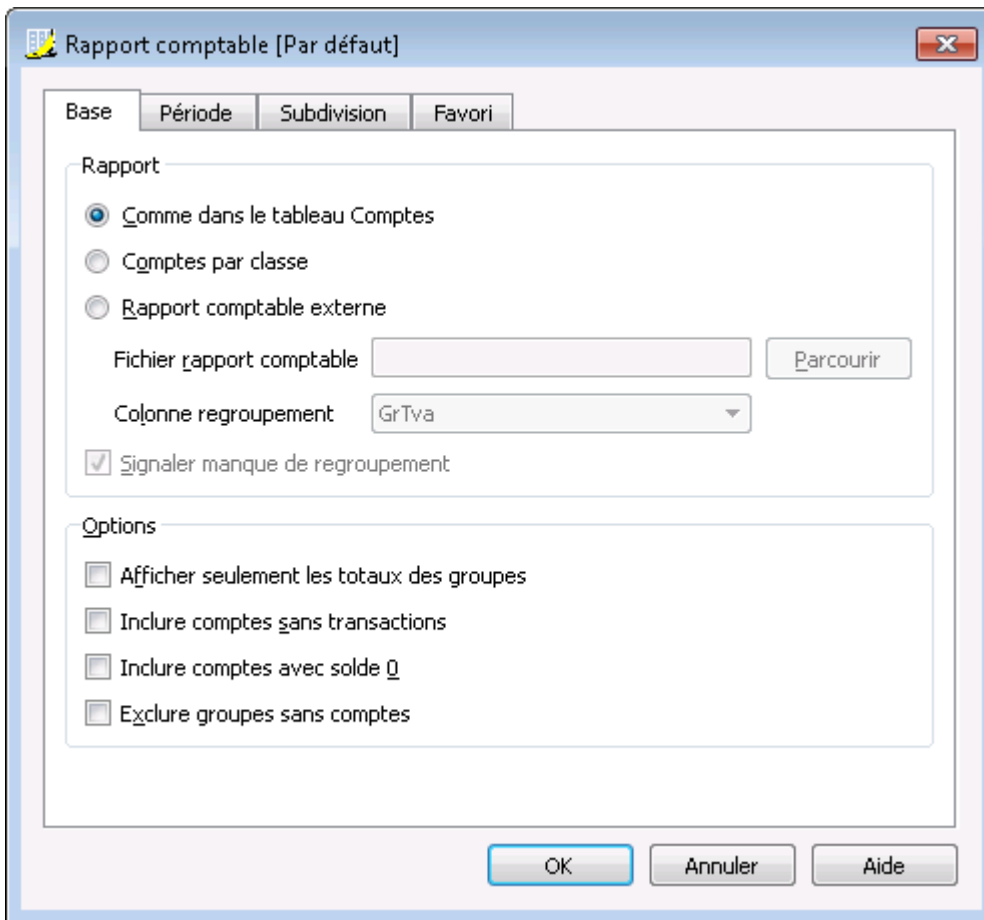 Rapport comptable [Par défaut]
Base Période Subdivision Favori
Rapport
Comme dans le tableau Comptes
Comptes par classe
Rapport comptable externe
Fichier rapport comptable Parcourir
Colonne regroupement GrTva
Signaler manque de regroupement
Options
Afficher seulement les totaux des groupes
Inclure comptes sans transactions
Inclure comptes avec solde 0
Exclure groupes sans comptes
OK Annuler Aide